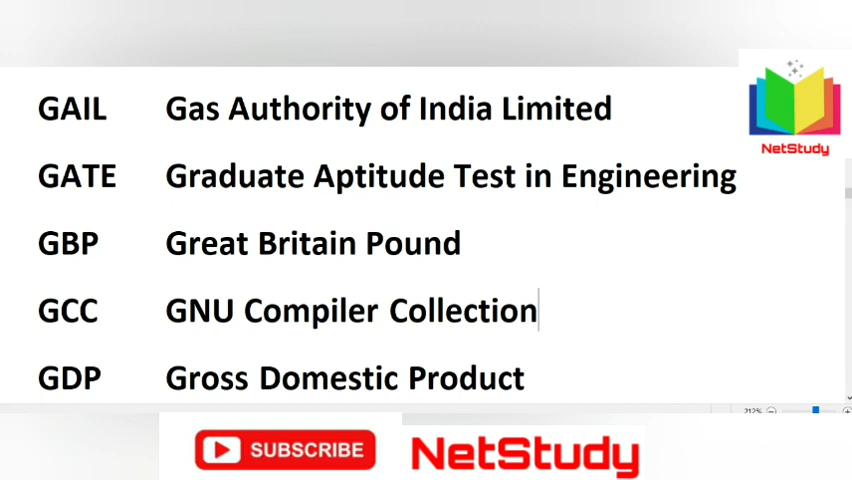 GAIL Gas Authority of India Limited
NetStudy
GATE Graduate Aptitude Test in Engineering
GBP Great Britain Pound
GCC GNU Compiler Collection
GDP Gross Domestic Product
212%
SUBSCRIBE NetStudy